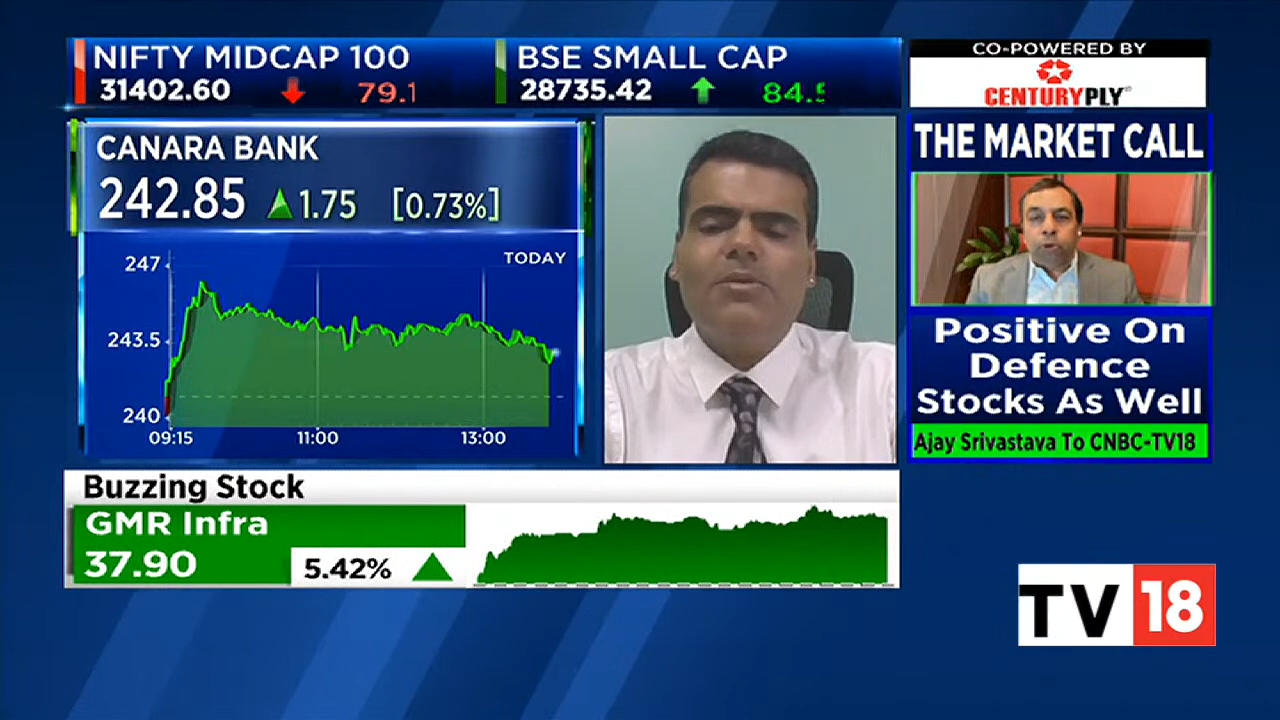 NIFTY MIDCAP 100
31402.60 79.1
BSE SMALL CAP
28735.42 84.5
CO-POWERED BY
CENTURYPLY
THE MARKET CALL
CANARA BANK
242.85 1.75 [0.73%]
TODAY
247
243.5
240
09:15 11:00 13:00
Positive On
Defence
Stocks As Well
Ajay Srivastava To CNBC-TV18
Buzzing Stock
GMR Infra
37.90 5.42%
TV18